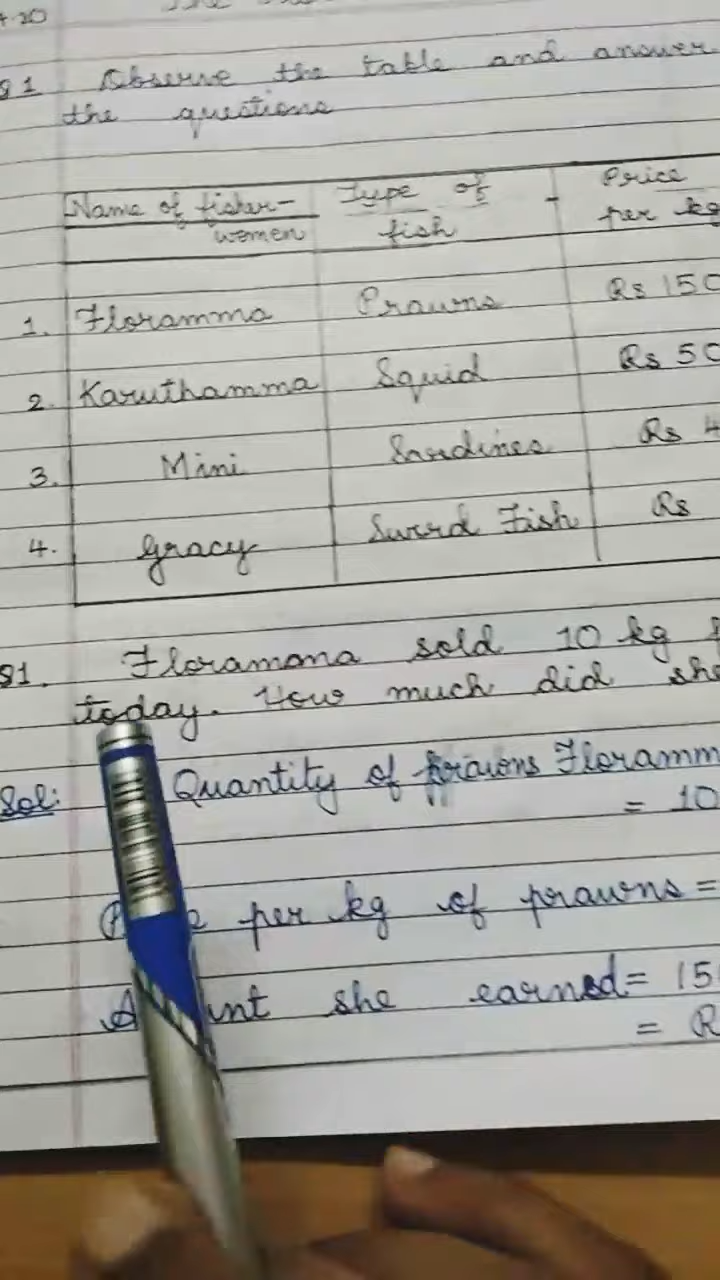 Q1 Observe the table and answer
the questions
Name of fisher- Type of Price
women fish per kg
1. Floramma Prawns Rs 150
2. Karuthamma Squid Rs 50
3. Mini Sardines Rs 4
4. Gracy Sword Fish Rs
Q1. Floramma sold 10 kg
today. How much did she
Sol: Quantity of prawns Floramm
= 10
per kg of prawns =
she earned = 15
= R